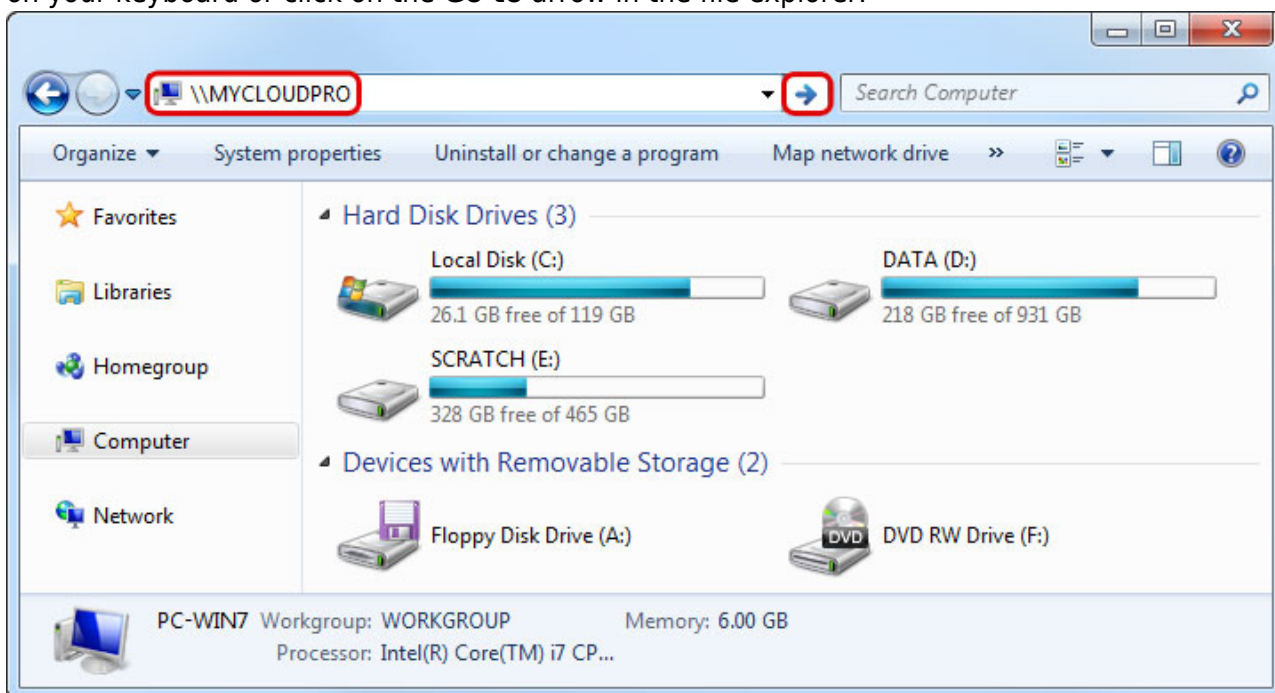 on your keyboard or click on the Go to arrow in the file explorer.
\\MYCLOUDPRO
Search Computer
Organize System properties Uninstall or change a program Map network drive »
Favorites
Libraries
Homegroup
Computer
Network
Hard Disk Drives (3)
Local Disk (C:)
26.1 GB free of 119 GB
DATA (D:)
218 GB free of 931 GB
SCRATCH (E:)
328 GB free of 465 GB
Devices with Removable Storage (2)
Floppy Disk Drive (A:)
DVD
DVD RW Drive (F:)
PC-WIN7 Workgroup: WORKGROUP Memory: 6.00 GB
Processor: Intel(R) Core(TM) i7 CP...